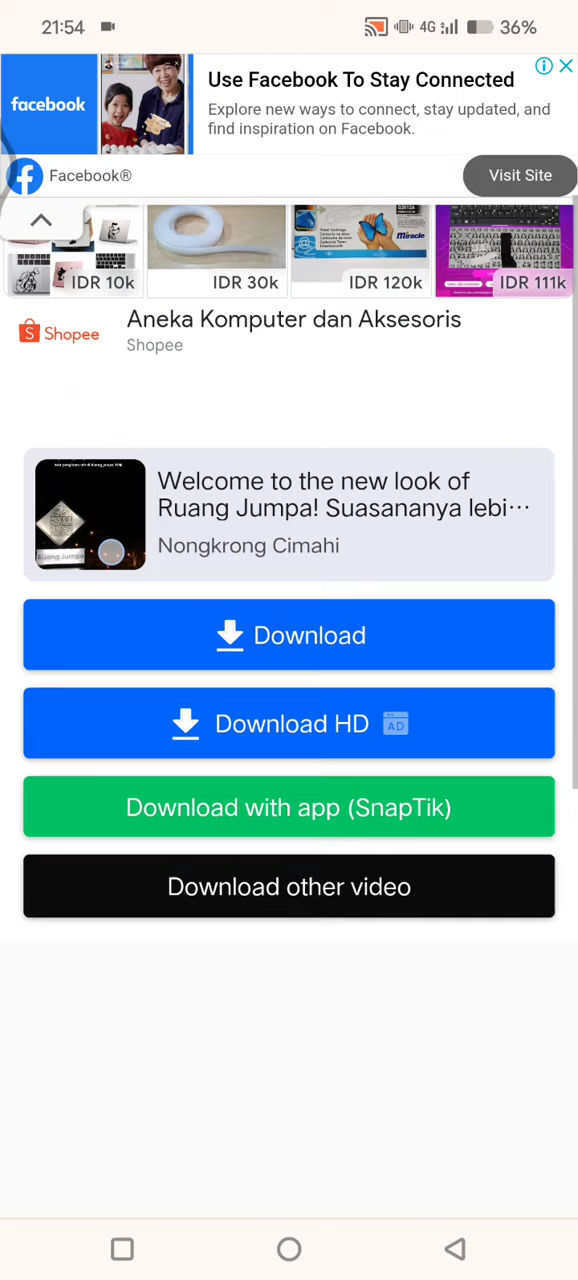 21:54
4G
36%
facebook
Use Facebook To Stay Connected
Explore new ways to connect, stay updated, and
find inspiration on Facebook.
Facebook®
Visit Site
IDR 10k
IDR 30k
IDR 120k
IDR 111k
Miracle
Shopee
Aneka Komputer dan Aksesoris
Shopee
Ruang Jumpa
Welcome to the new look of
Ruang Jumpa! Suasananya lebi···
Nongkrong Cimahi
Download
Download HD
AD
Download with app (SnapTik)
Download other video